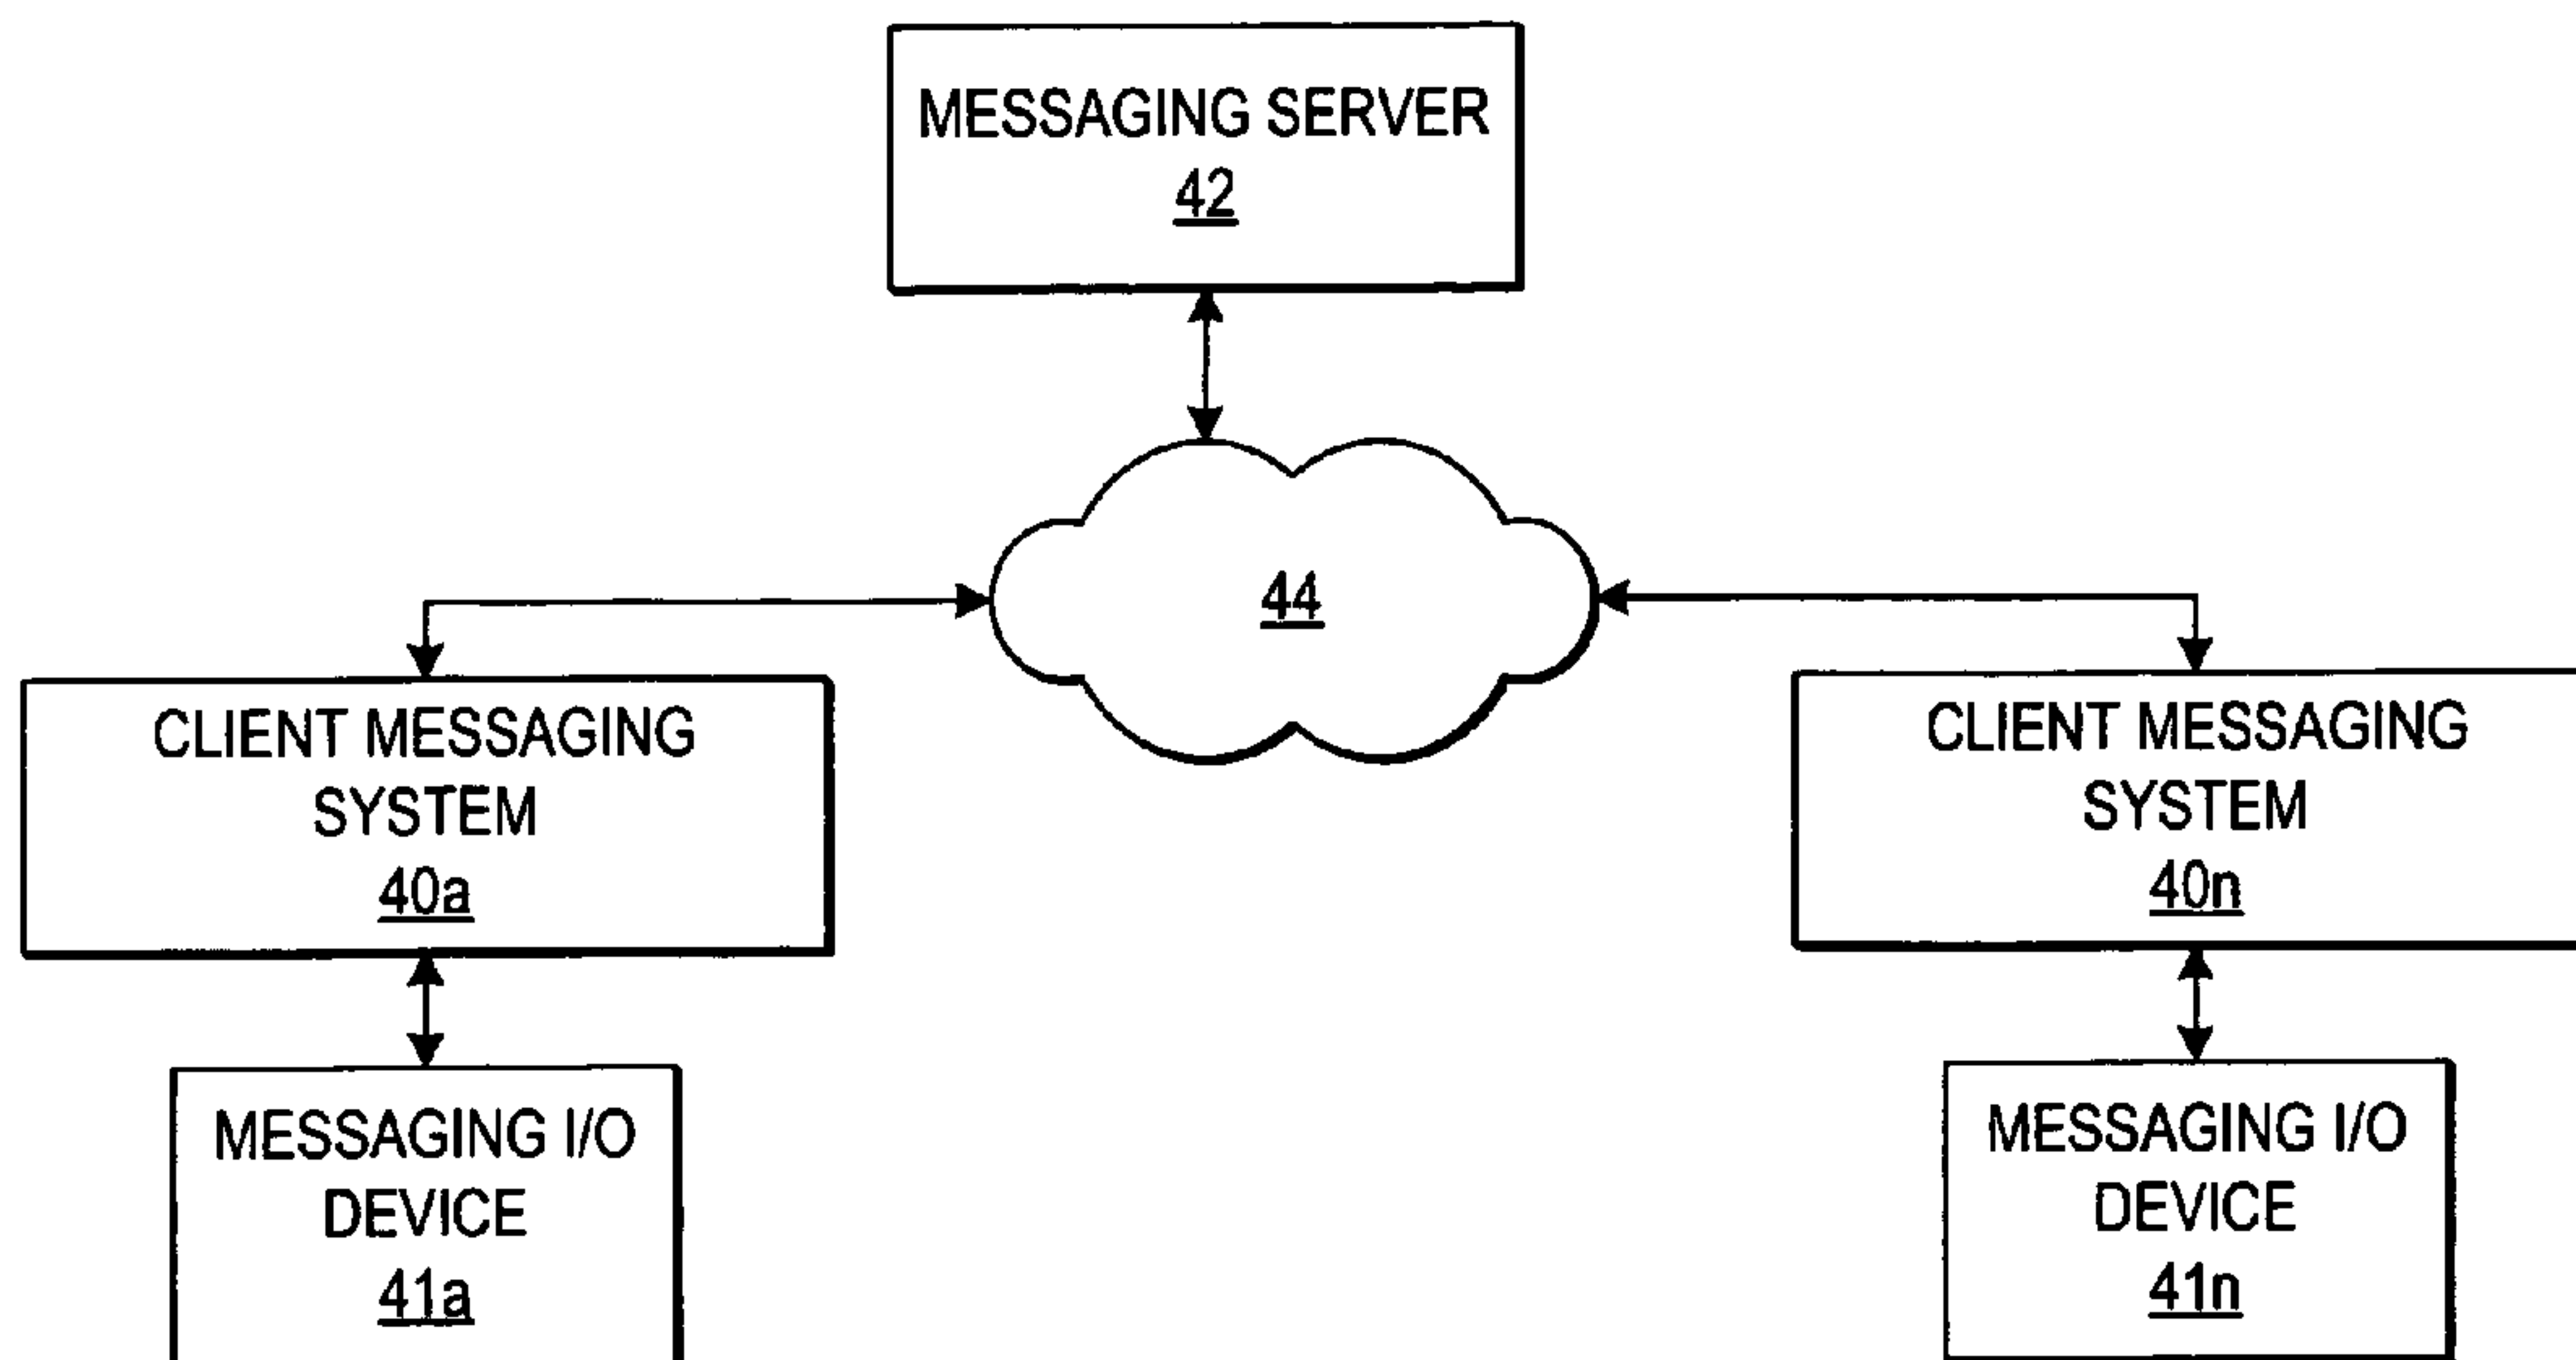 MESSAGING SERVER
42
44
CLIENT MESSAGING
SYSTEM
40a
CLIENT MESSAGING
SYSTEM
40n
MESSAGING I/O
DEVICE
41a
MESSAGING I/O
DEVICE
41n